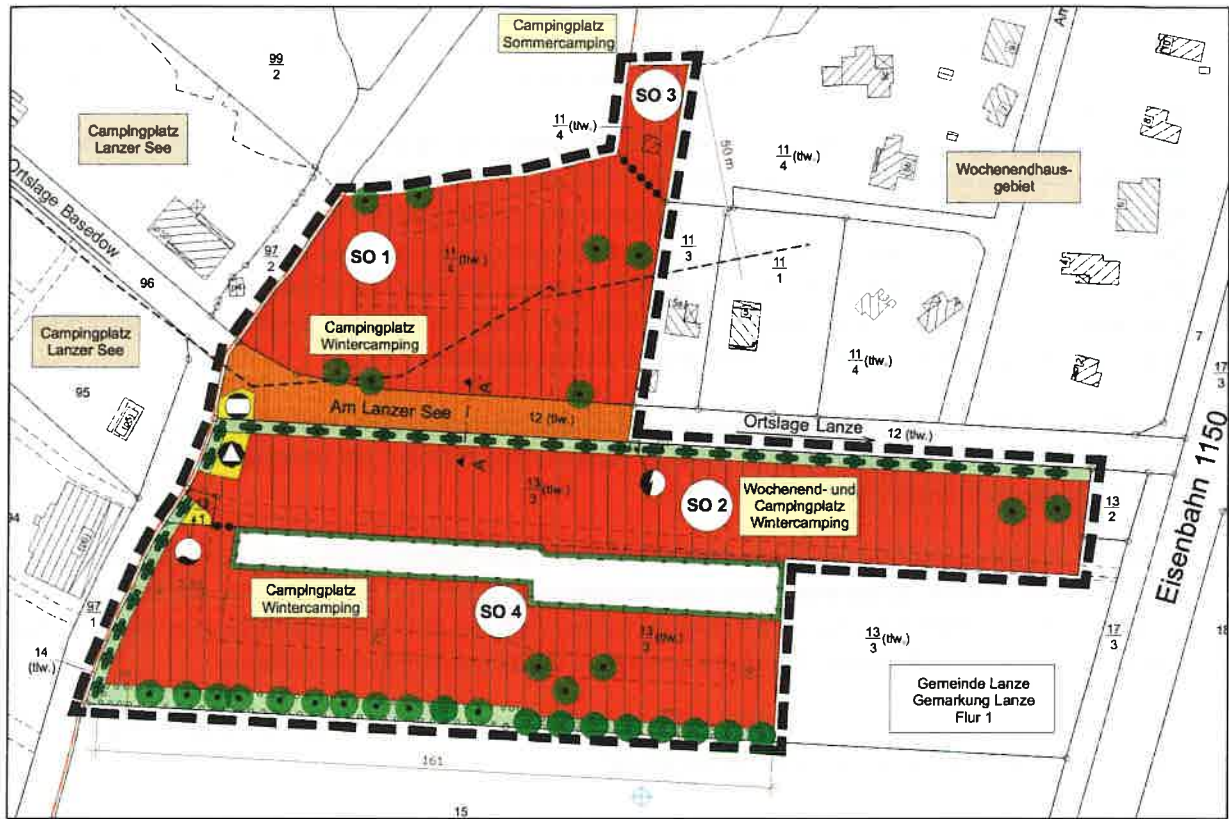 Campingplatz
Sommercamping
99
2
SO 3
Campingplatz
Lanzer See
11
4 (tlw.)
50 m
11
4 (tlw.)
Wochenendhaus-
gebiet
Ortslage Basedow
97
2
SO 1
11
4 (tlw.)
11
3
11
1
96
Campingplatz
Wintercamping
Campingplatz
Lanzer See
95
11
4 (tlw.)
7
17
3
A
Am Lanzer See
12 (tlw.)
Ortslage Lanze
12 (tlw.)
A
13
3 (tlw.)
SO 2
Wochenend- und
Campingplatz
Wintercamping
13
2
Eisenbahn 1150
Campingplatz
Wintercamping
SO 4
13
3 (tlw.)
13
3 (tlw.)
17
3
97
1
14
(tlw.)
Gemeinde Lanze
Gemarkung Lanze
Flur 1
161
15